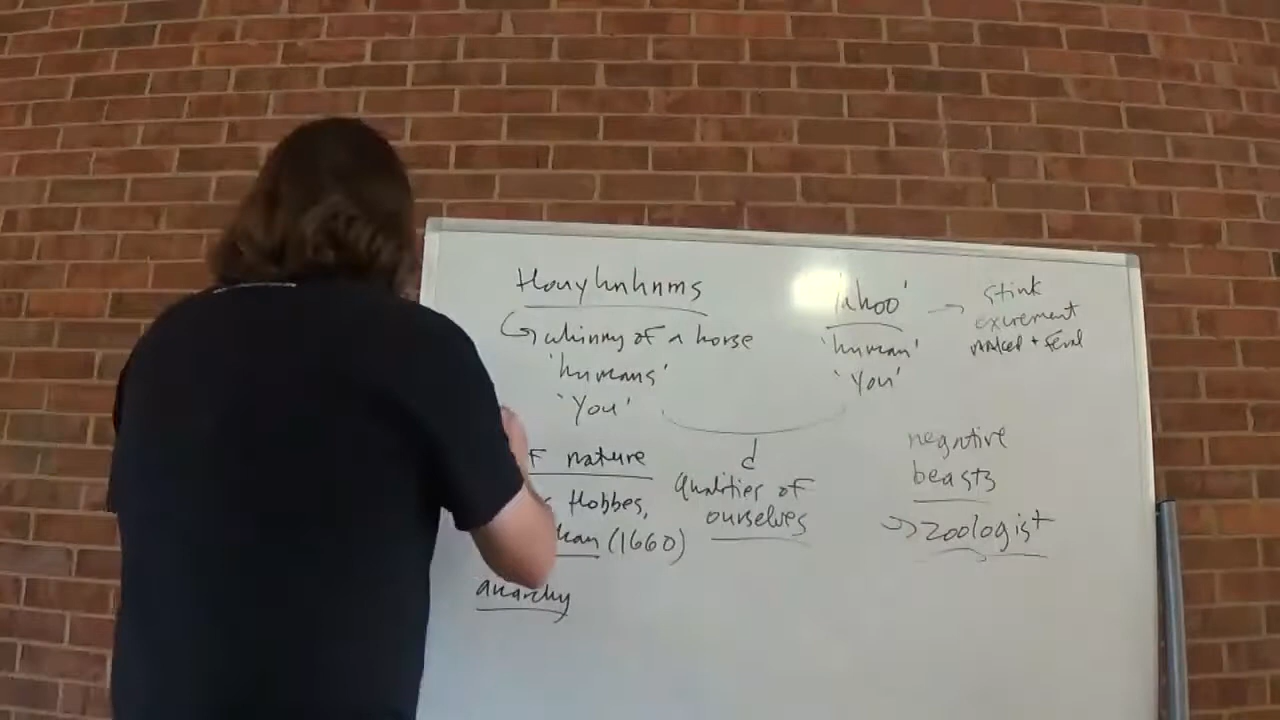 Houyhnhnms
whinny of a horse
'humans'
'You'
'ahoo'
'human'
'You'
stink
excrement
naked + feral
F nature
Hobbes,
(1660)
anarchy
Qualities of
ourselves
negative
beasts
zoologist